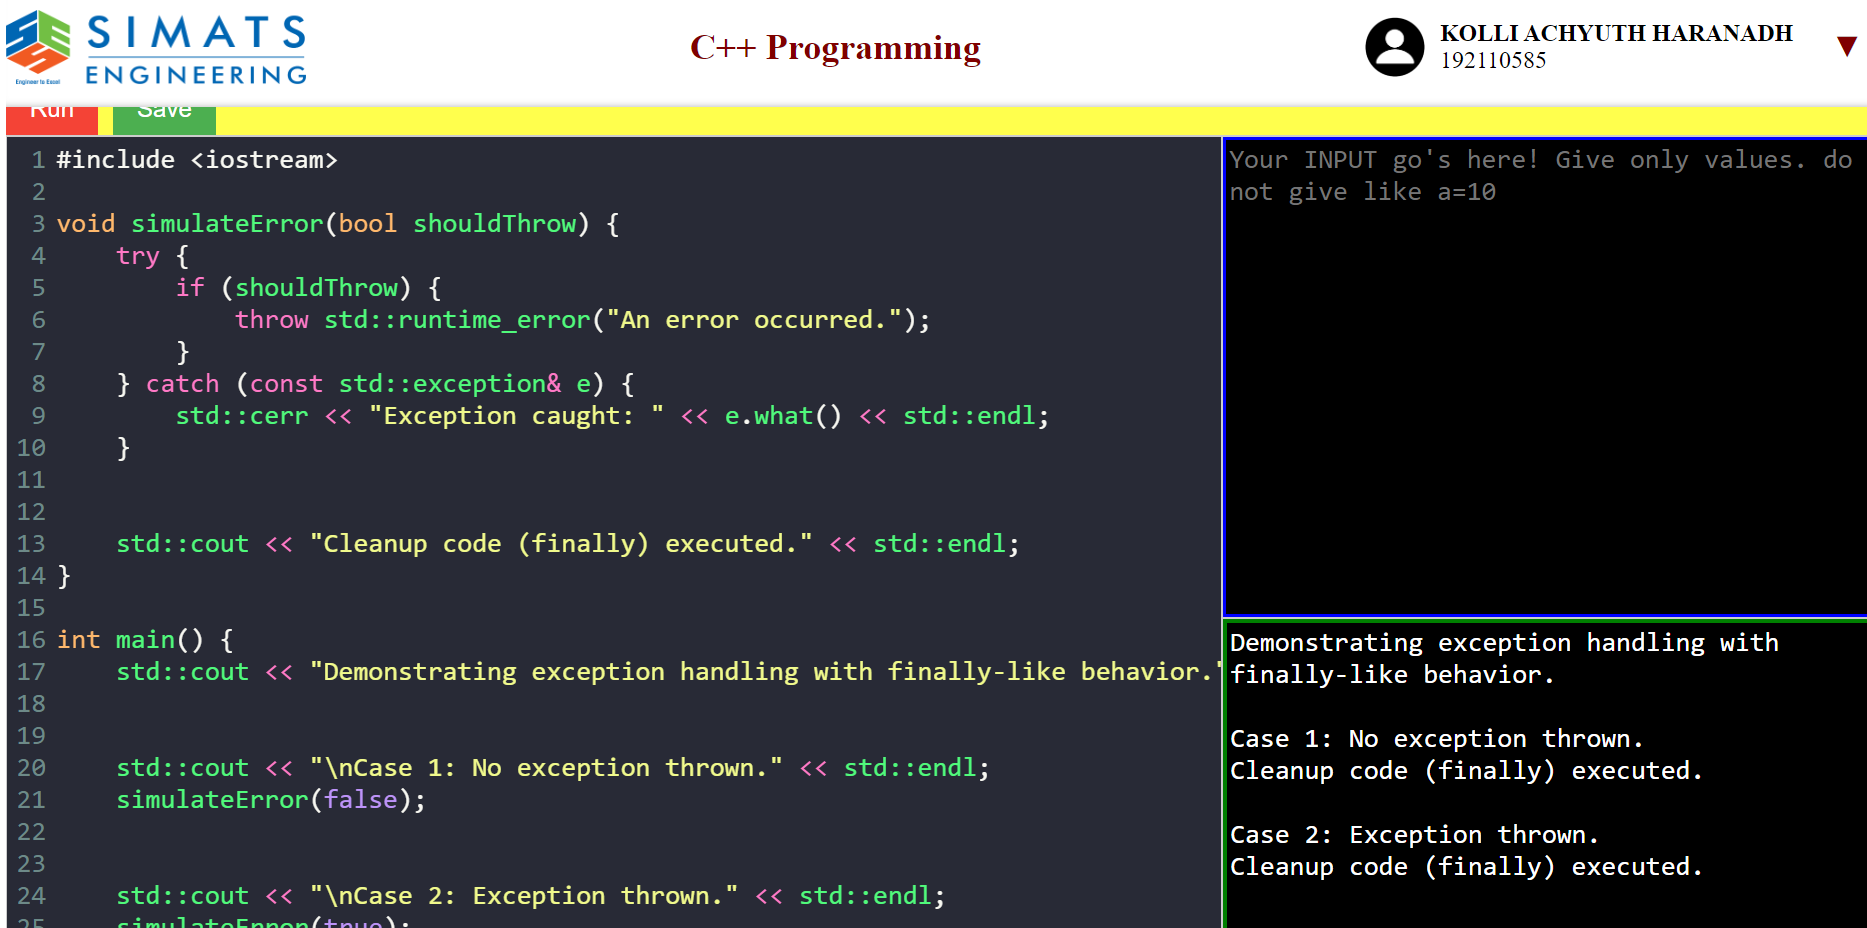 SIMATS
ENGINEERING
Engineer to Excel
C++ Programming
KOLLI ACHYUTH HARANADH
192110585
▼
Run
Save
1 #include <iostream>
2
3 void simulateError(bool shouldThrow) {
4     try {
5         if (shouldThrow) {
6             throw std::runtime_error("An error occurred.");
7         }
8     } catch (const std::exception& e) {
9         std::cerr << "Exception caught: " << e.what() << std::endl;
10     }
11
12
13     std::cout << "Cleanup code (finally) executed." << std::endl;
14 }
15
16 int main() {
17     std::cout << "Demonstrating exception handling with finally-like behavior."
18
19
20     std::cout << "\nCase 1: No exception thrown." << std::endl;
21     simulateError(false);
22
23
24     std::cout << "\nCase 2: Exception thrown." << std::endl;
25     simulateError(true);
Your INPUT go's here! Give only values. do
not give like a=10
Demonstrating exception handling with
finally-like behavior.
Case 1: No exception thrown.
Cleanup code (finally) executed.
Case 2: Exception thrown.
Cleanup code (finally) executed.